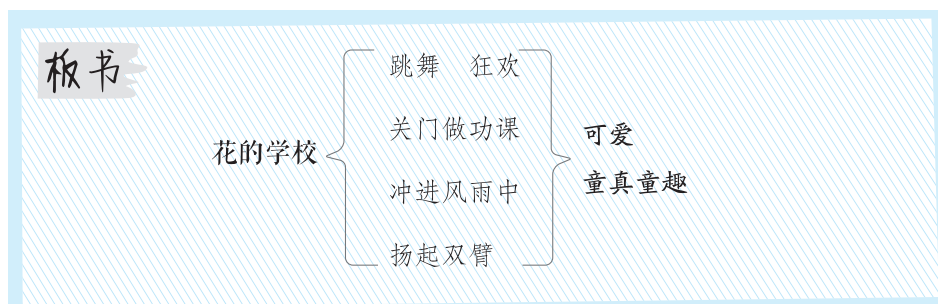 板书
花的学校
跳舞 狂欢
关门做功课
冲进风雨中
扬起双臂
可爱
童真童趣